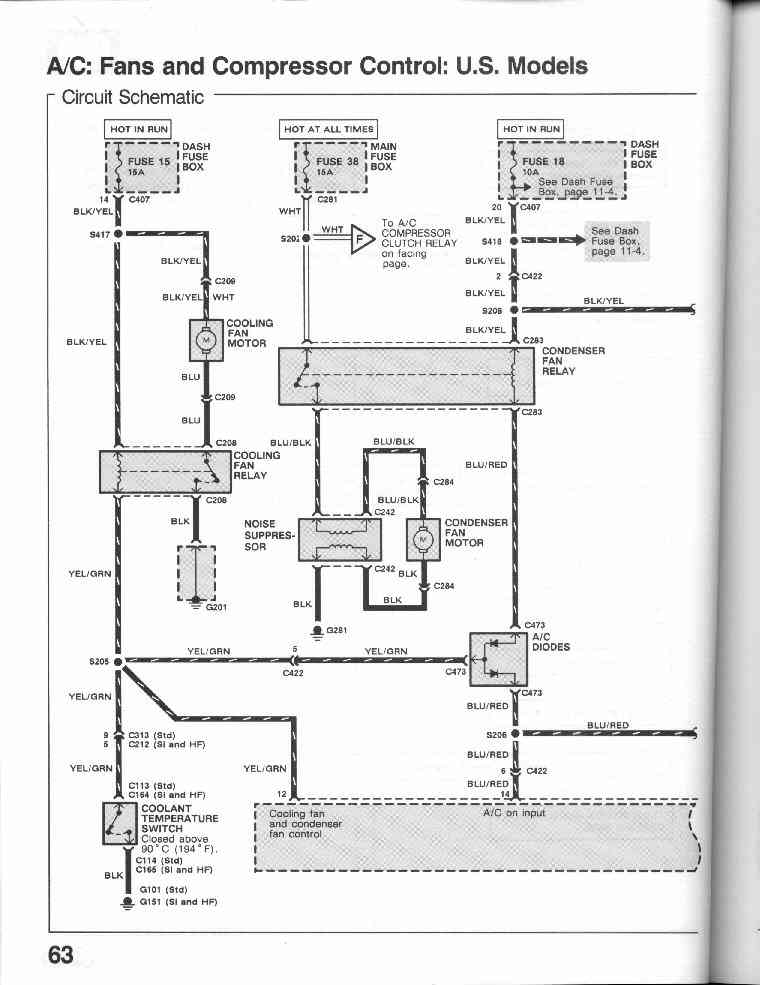 A/C: Fans and Compressor Control: U.S. Models
Circuit Schematic
HOT IN RUN
HOT AT ALL TIMES
HOT IN RUN
FUSE 15
15A
DASH
FUSE
BOX
FUSE 38
15A
MAIN
FUSE
BOX
FUSE 18
10A
See Dash Fuse
Box, page 11-4.
DASH
FUSE
BOX
14 C407
C281
20 C407
BLK/YEL
WHT
BLK/YEL
S417
S202
WHT
F
To A/C
COMPRESSOR
CLUTCH RELAY
on facing
page.
S418
See Dash
Fuse Box,
page 11-4.
BLK/YEL
BLK/YEL
C209
2 C422
BLK/YEL WHT
BLK/YEL
BLK/YEL
S208
M
COOLING
FAN
MOTOR
BLK/YEL
BLK/YEL
C283
CONDENSER
FAN
RELAY
BLU
C209
C283
BLU
C208
BLU/BLK
BLU/BLK
COOLING
FAN
RELAY
BLU/RED
C284
C208
BLU/BLK
C242
BLK
NOISE
SUPPRES-
SOR
M
CONDENSER
FAN
MOTOR
YEL/GRN
C242
BLK
C284
G201
BLK
BLK
G281
C473
A/C
DIODES
YEL/GRN
5
YEL/GRN
S205
C422
C473
C473
YEL/GRN
BLU/RED
BLU/RED
9 C313 (Std)
5 C212 (Si and HF)
S206
BLU/RED
YEL/GRN
YEL/GRN
6 C422
C113 (Std)
C164 (Si and HF)
12
BLU/RED
14
COOLANT
TEMPERATURE
SWITCH
Closed above
90°C (194°F).
Cooling fan
and condenser
fan control
A/C on input
C114 (Std)
C165 (Si and HF)
BLK
G101 (Std)
G151 (Si and HF)
63